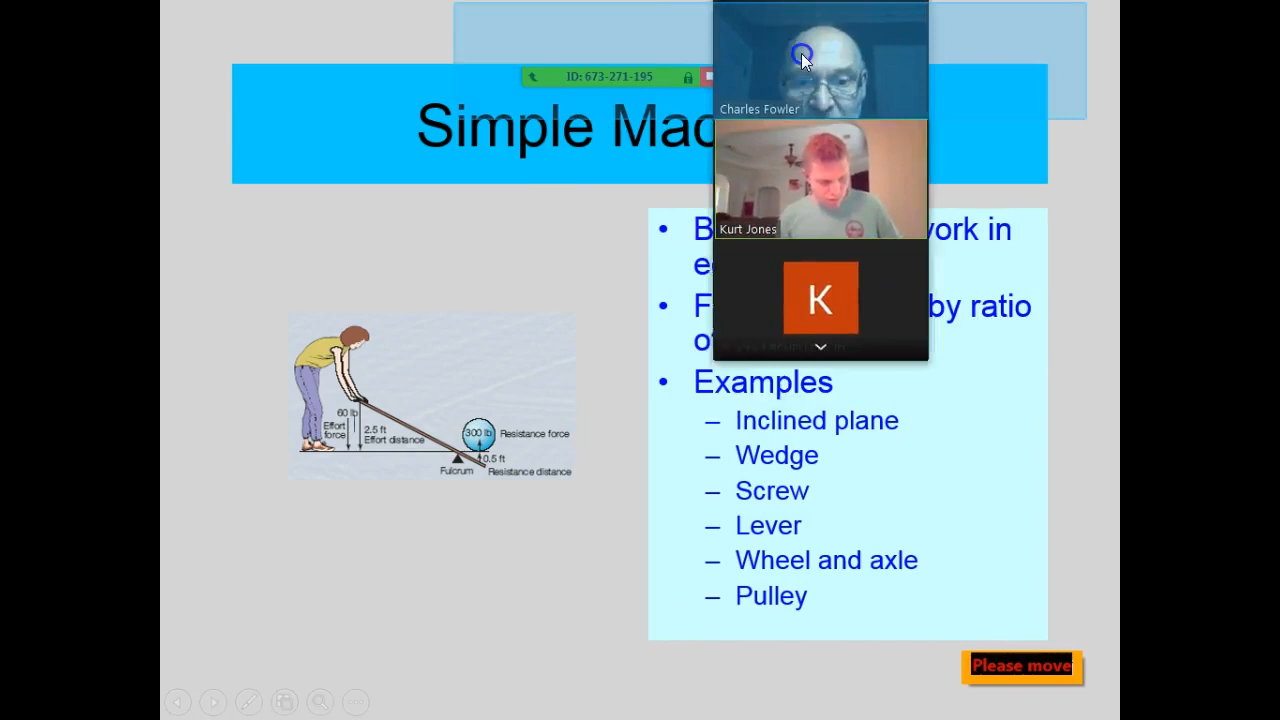 ID: 673-271-195
Simple Mac
Charles Fowler
Kurt Jones
K
• B work in
e
• F by ratio
o
• Examples
– Inclined plane
– Wedge
– Screw
– Lever
– Wheel and axle
– Pulley
60 lb
Effort
force
2.5 ft
Effort distance
300 lb
Resistance force
0.5 ft
Fulcrum
Resistance distance
Please move